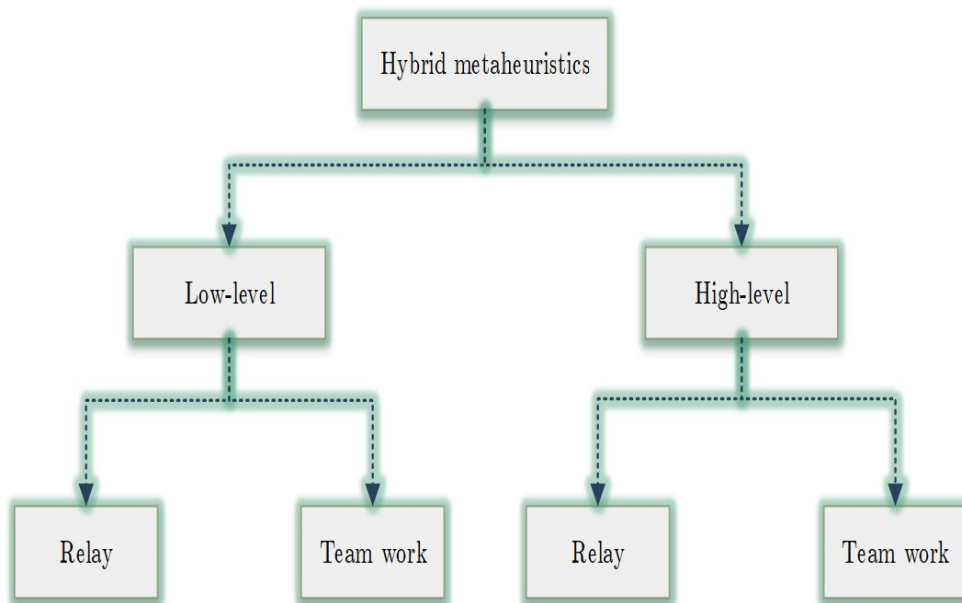 Hybrid metaheuristics
Low-level
High-level
Relay
Team work
Relay
Team work